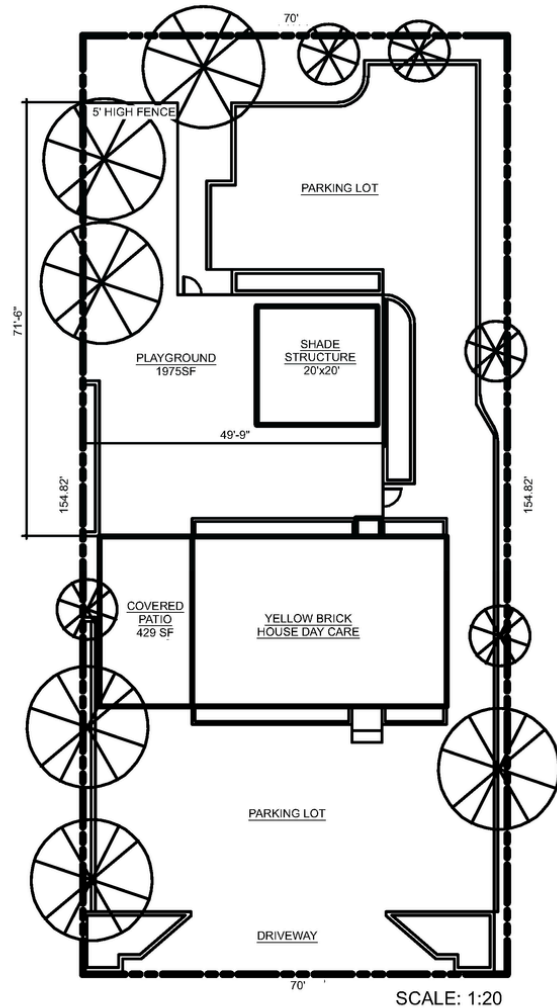 70'
5' HIGH FENCE
PARKING LOT
71'-6"
PLAYGROUND
1975SF
SHADE
STRUCTURE
20'x20'
49'-9"
154.82'
154.82'
COVERED
PATIO
429 SF
YELLOW BRICK
HOUSE DAY CARE
PARKING LOT
DRIVEWAY
70'
SCALE: 1:20